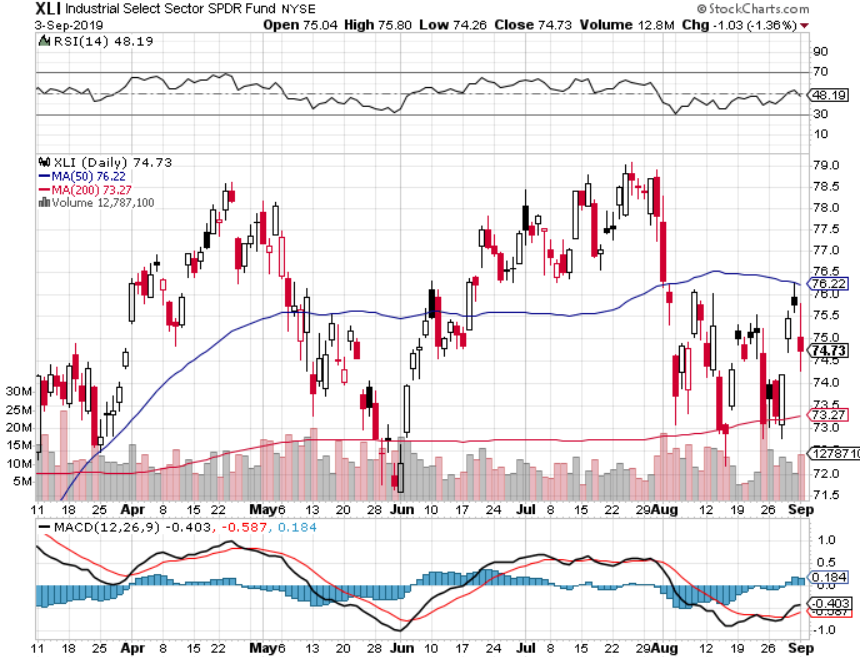 XLI Industrial Select Sector SPDR Fund NYSE © StockCharts.com
3-Sep-2019 Open 75.04 High 75.80 Low 74.26 Close 74.73 Volume 12.8M Chg -1.03 (-1.36%)
RSI(14) 48.19
90
70
48.19
30
10
XLI (Daily) 74.73
MA(50) 76.22
MA(200) 73.27
Volume 12,787,100
79.0
78.5
78.0
77.5
77.0
76.5
76.22
76.0
75.5
75.0
74.73
74.5
74.0
73.5
73.27
73.0
72.0
71.5
30M
25M
20M
15M
10M
5M
1278710
11 18 25 Apr 8 15 22 May 6 13 20 28 Jun 10 17 24 Jul 8 15 22 29 Aug 12 19 26 Sep
MACD(12,26,9) -0.403, -0.587, 0.184
1.0
0.5
0.184
0.0
-0.403
-0.587
-1.0
11 18 25 Apr 8 15 22 May 6 13 20 28 Jun 10 17 24 Jul 8 15 22 29 Aug 12 19 26 Sep